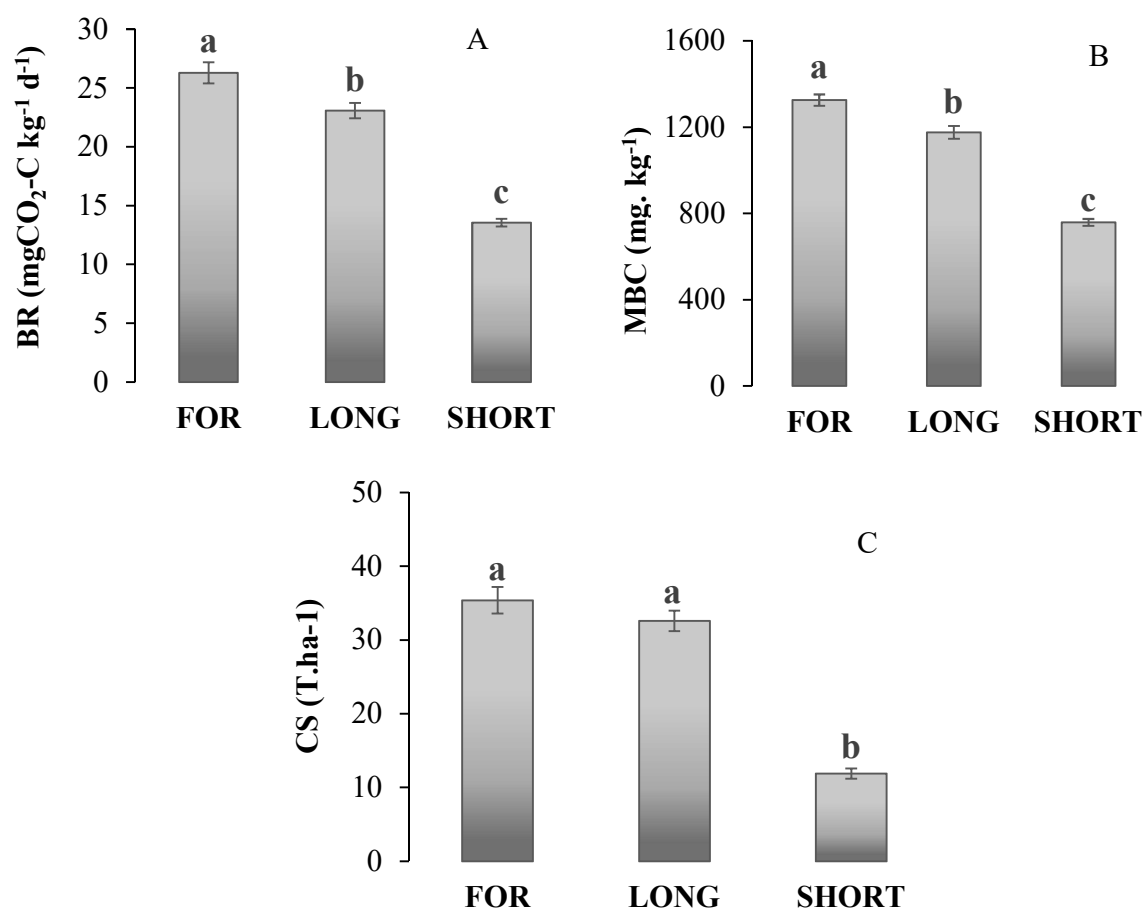 A
BR (mgCO₂-C kg⁻¹ d⁻¹)
30
25
20
15
10
5
0
a
b
c
FOR LONG SHORT
B
MBC (mg. kg⁻¹)
1600
1200
800
400
0
a
b
c
FOR LONG SHORT
C
CS (T.ha-1)
50
40
30
20
10
0
a
a
b
FOR LONG SHORT